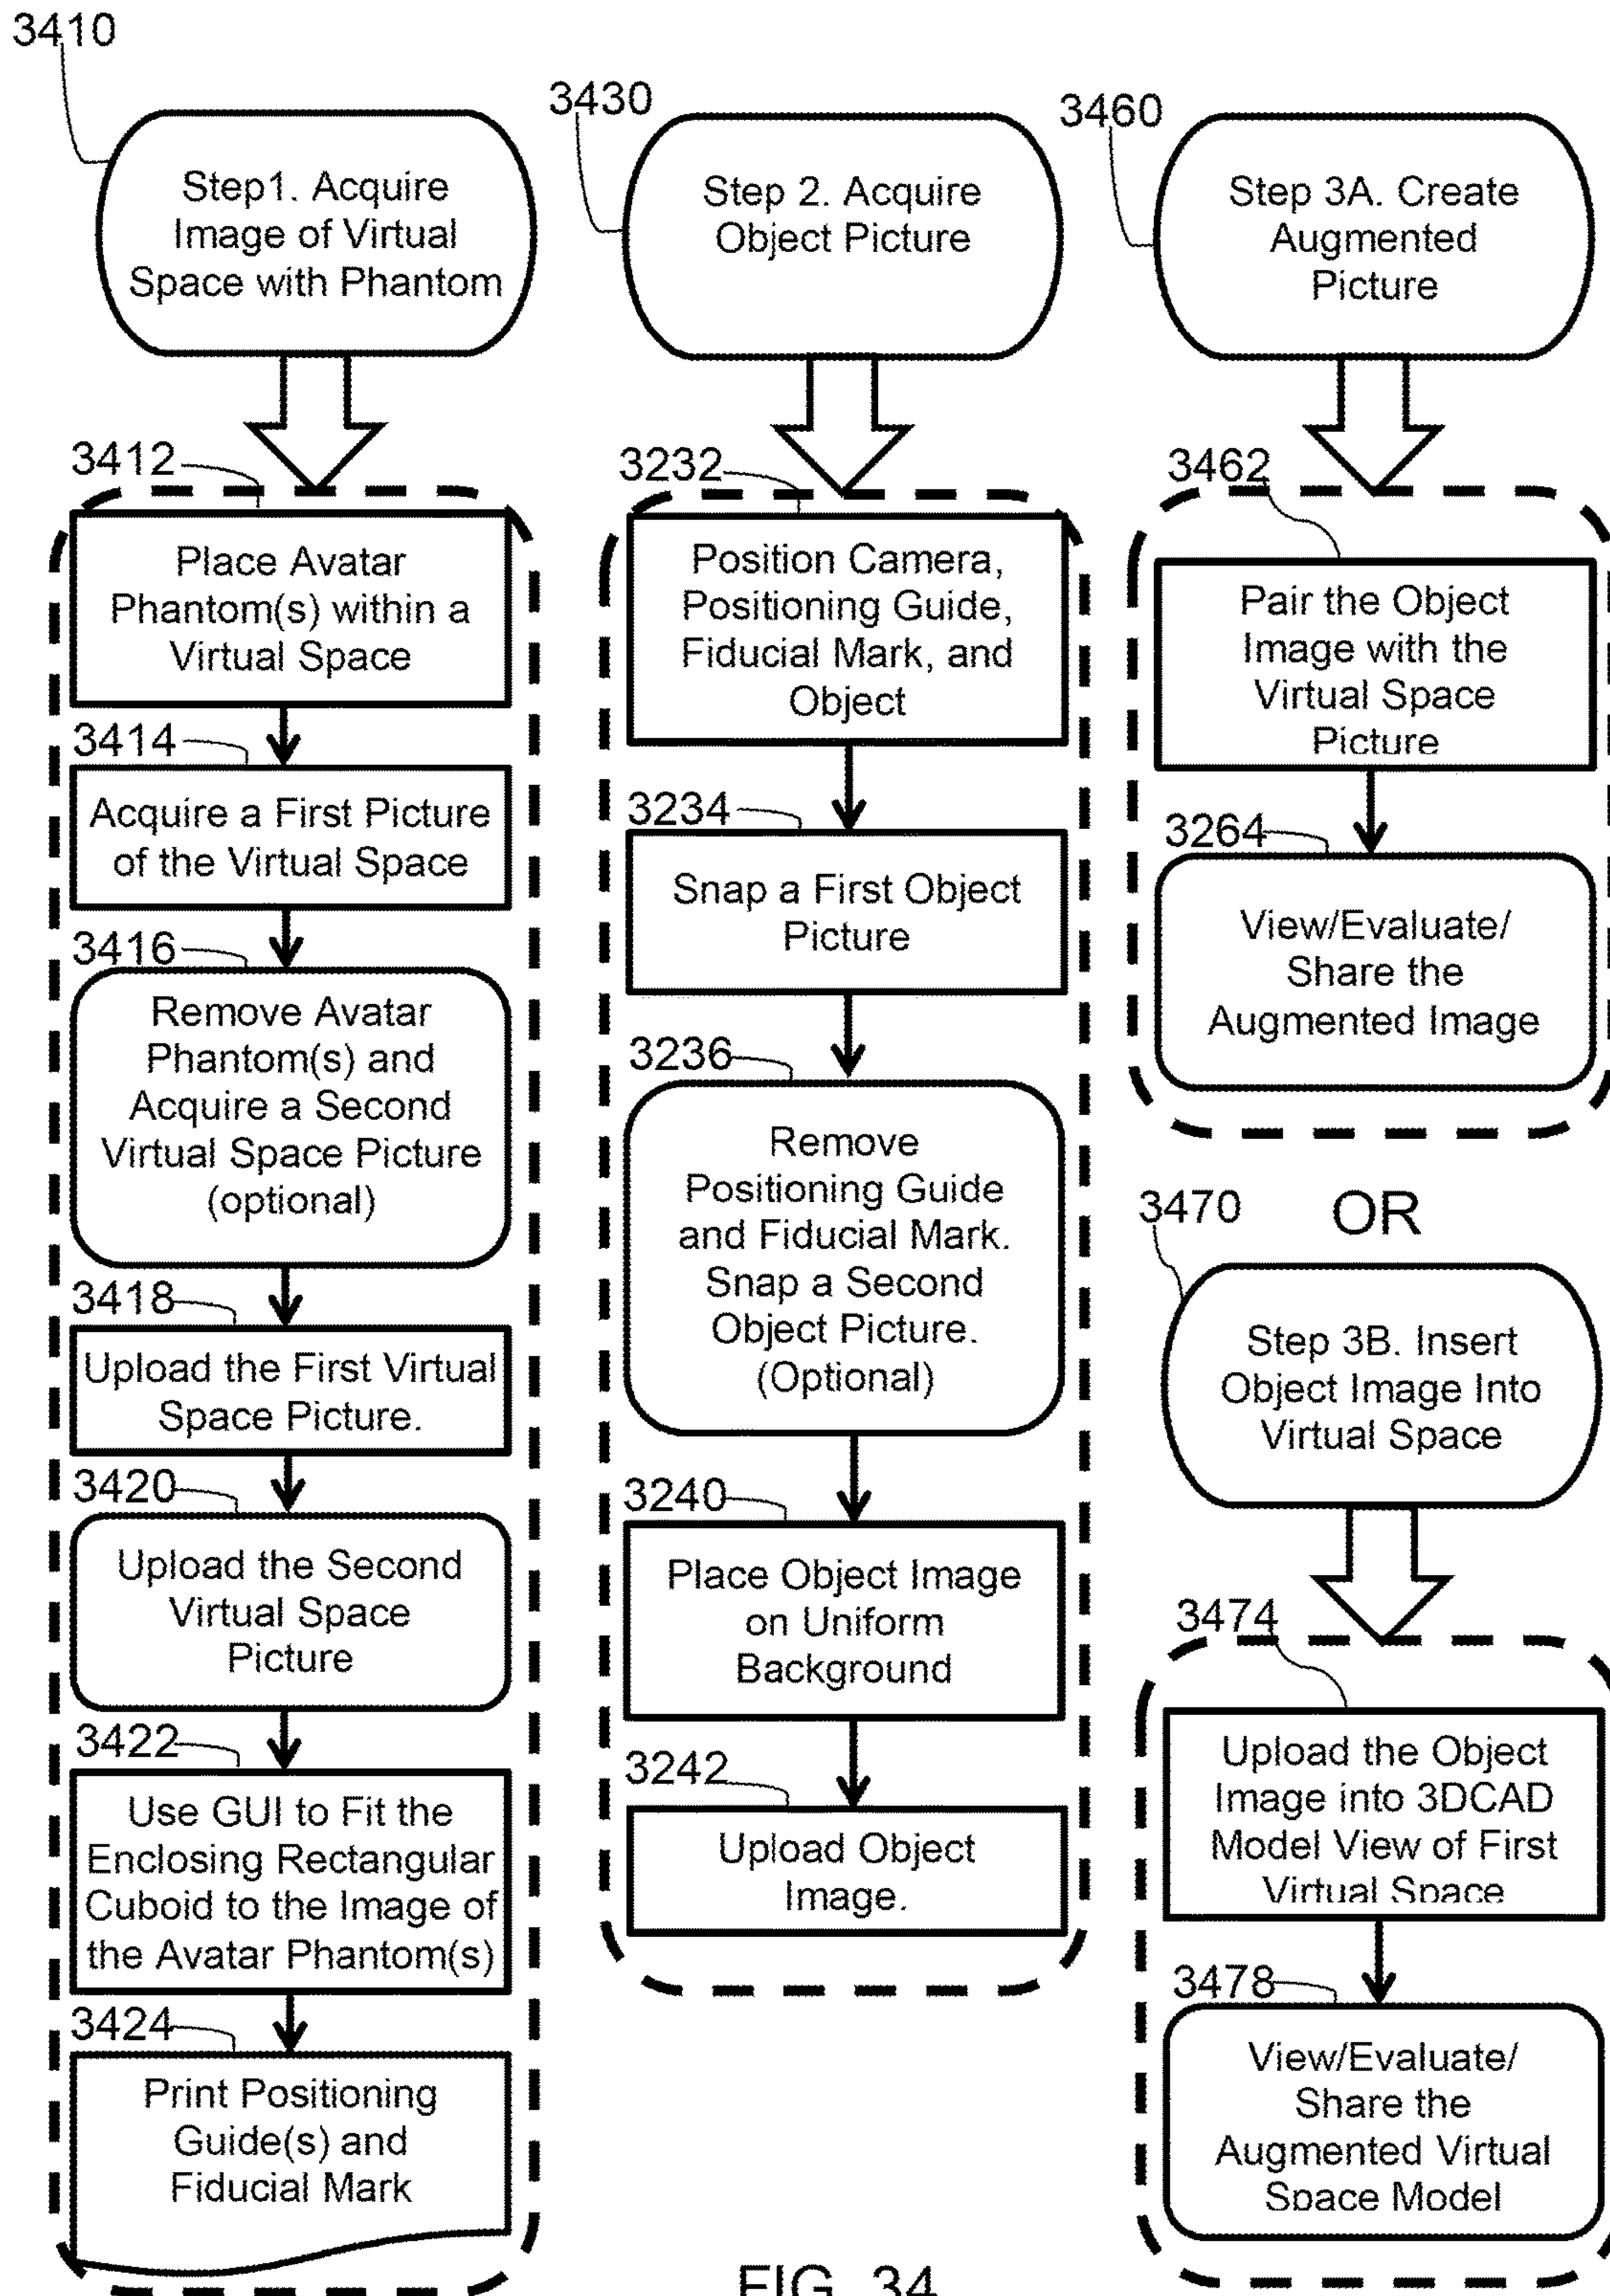 3410
Step1. Acquire
Image of Virtual
Space with Phantom
3412
Place Avatar
Phantom(s) within a
Virtual Space
3414
Acquire a First Picture
of the Virtual Space
3416
Remove Avatar
Phantom(s) and
Acquire a Second
Virtual Space Picture
(optional)
3418
Upload the First Virtual
Space Picture.
3420
Upload the Second
Virtual Space
Picture
3422
Use GUI to Fit the
Enclosing Rectangular
Cuboid to the Image of
the Avatar Phantom(s)
3424
Print Positioning
Guide(s) and
Fiducial Mark
3430
Step 2. Acquire
Object Picture
3232
Position Camera,
Positioning Guide,
Fiducial Mark, and
Object
3234
Snap a First Object
Picture
3236
Remove
Positioning Guide
and Fiducial Mark.
Snap a Second
Object Picture.
(Optional)
3240
Place Object Image
on Uniform
Background
3242
Upload Object
Image.
3460
Step 3A. Create
Augmented
Picture
3462
Pair the Object
Image with the
Virtual Space
Picture
3264
View/Evaluate/
Share the
Augmented Image
OR
3470
Step 3B. Insert
Object Image Into
Virtual Space
3474
Upload the Object
Image into 3DCAD
Model View of First
Virtual Space
3478
View/Evaluate/
Share the
Augmented Virtual
Space Model
FIG. 34